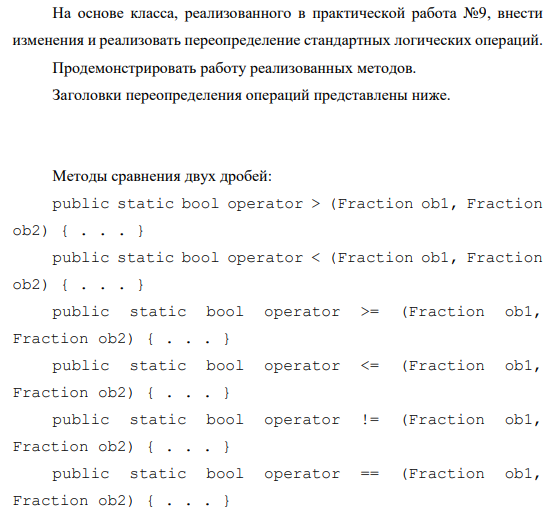 На основе класса, реализованного в практической работа №9, внести
изменения и реализовать переопределение стандартных логических операций.
Продемонстрировать работу реализованных методов.
Заголовки переопределения операций представлены ниже.
Методы сравнения двух дробей:
public static bool operator > (Fraction ob1, Fraction
ob2) { . . . }
public static bool operator < (Fraction ob1, Fraction
ob2) { . . . }
public static bool operator >= (Fraction ob1,
Fraction ob2) { . . . }
public static bool operator <= (Fraction ob1,
Fraction ob2) { . . . }
public static bool operator != (Fraction ob1,
Fraction ob2) { . . . }
public static bool operator == (Fraction ob1,
Fraction ob2) { . . . }